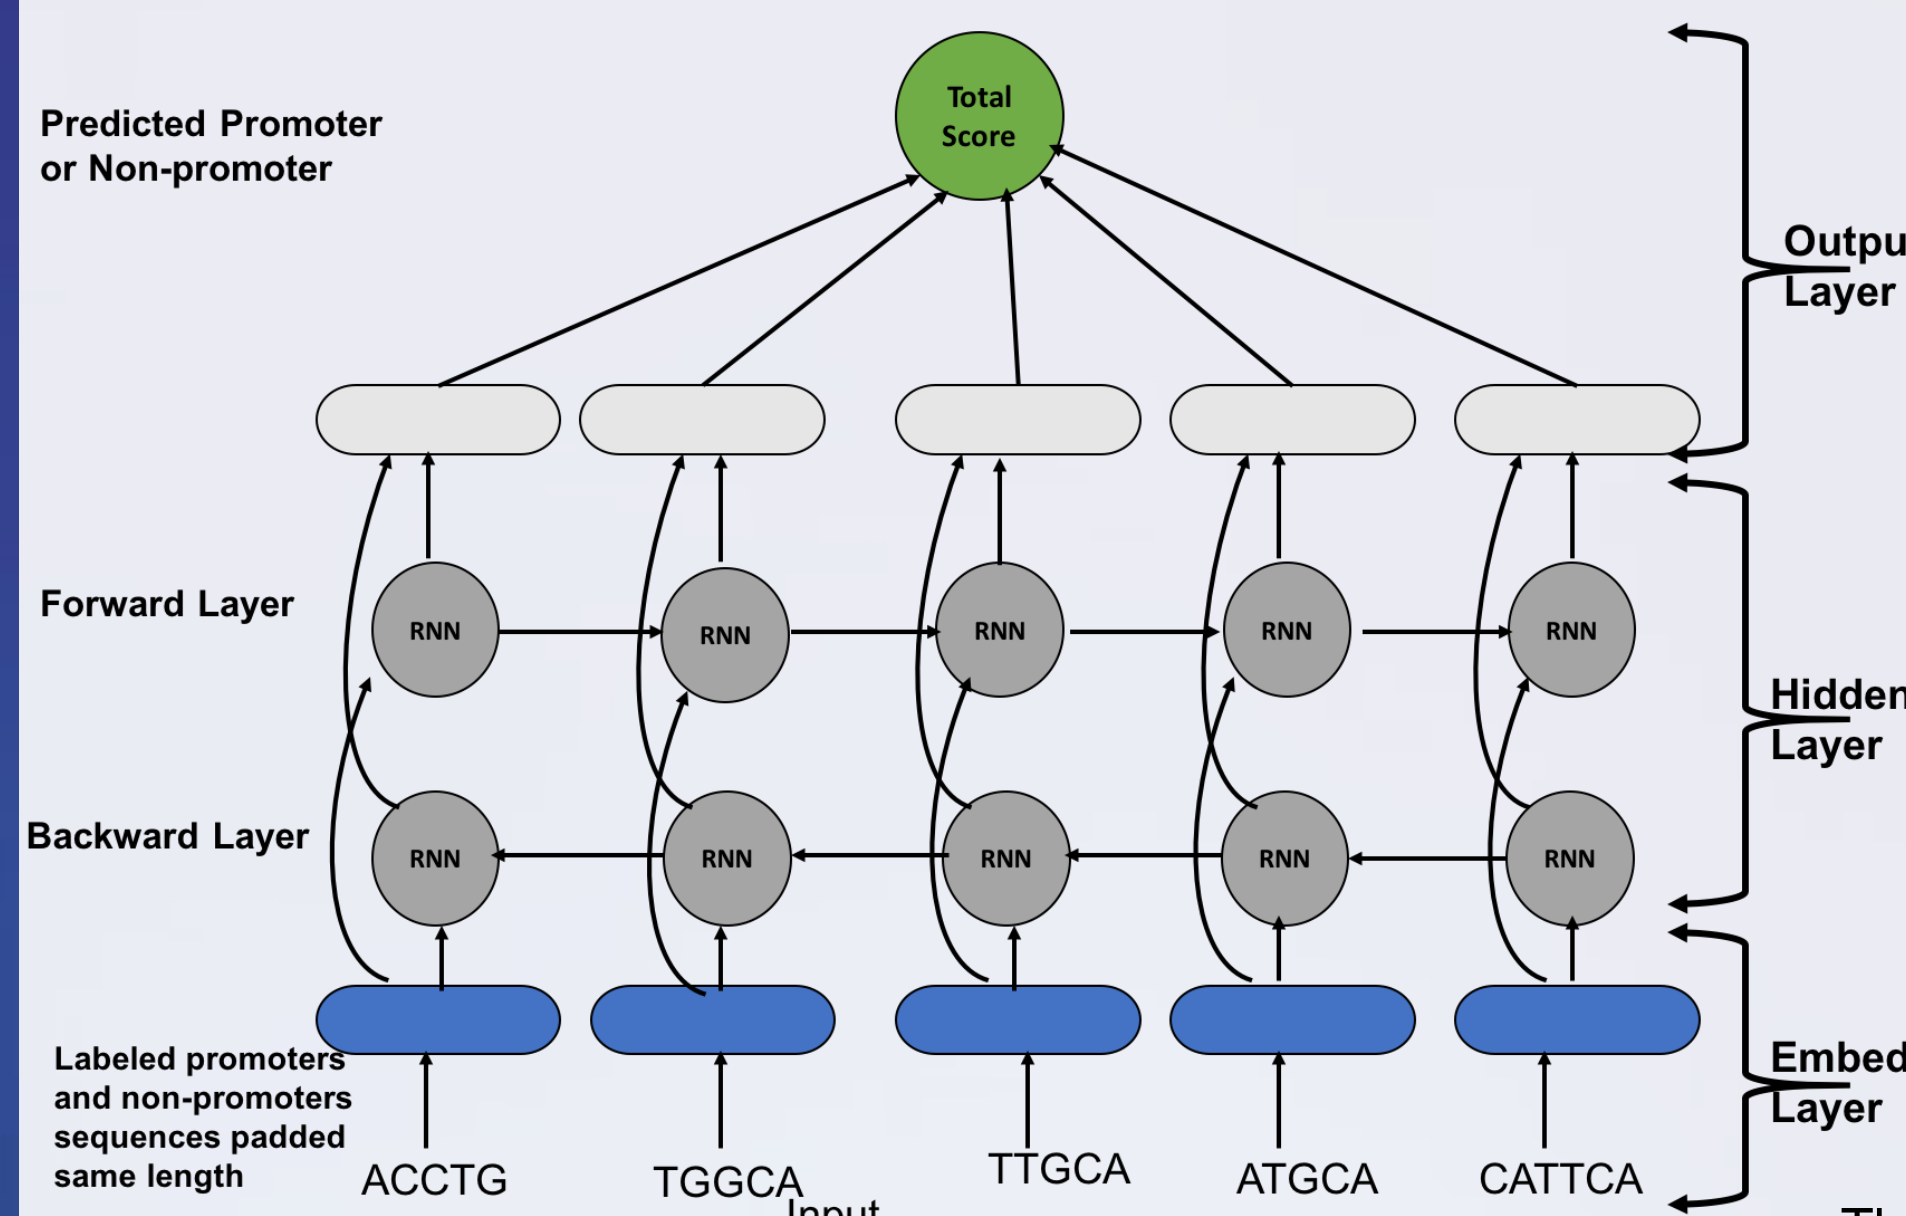 Total
Score
Predicted Promoter
or Non-promoter
Outpu
Layer
Forward Layer
RNN
RNN
RNN
RNN
RNN
Hidden
Layer
Backward Layer
RNN
RNN
RNN
RNN
RNN
Labeled promoters
and non-promoters
sequences padded
same length
Embed
Layer
ACCTG
TGGCA
TTGCA
ATGCA
CATTCA
Input